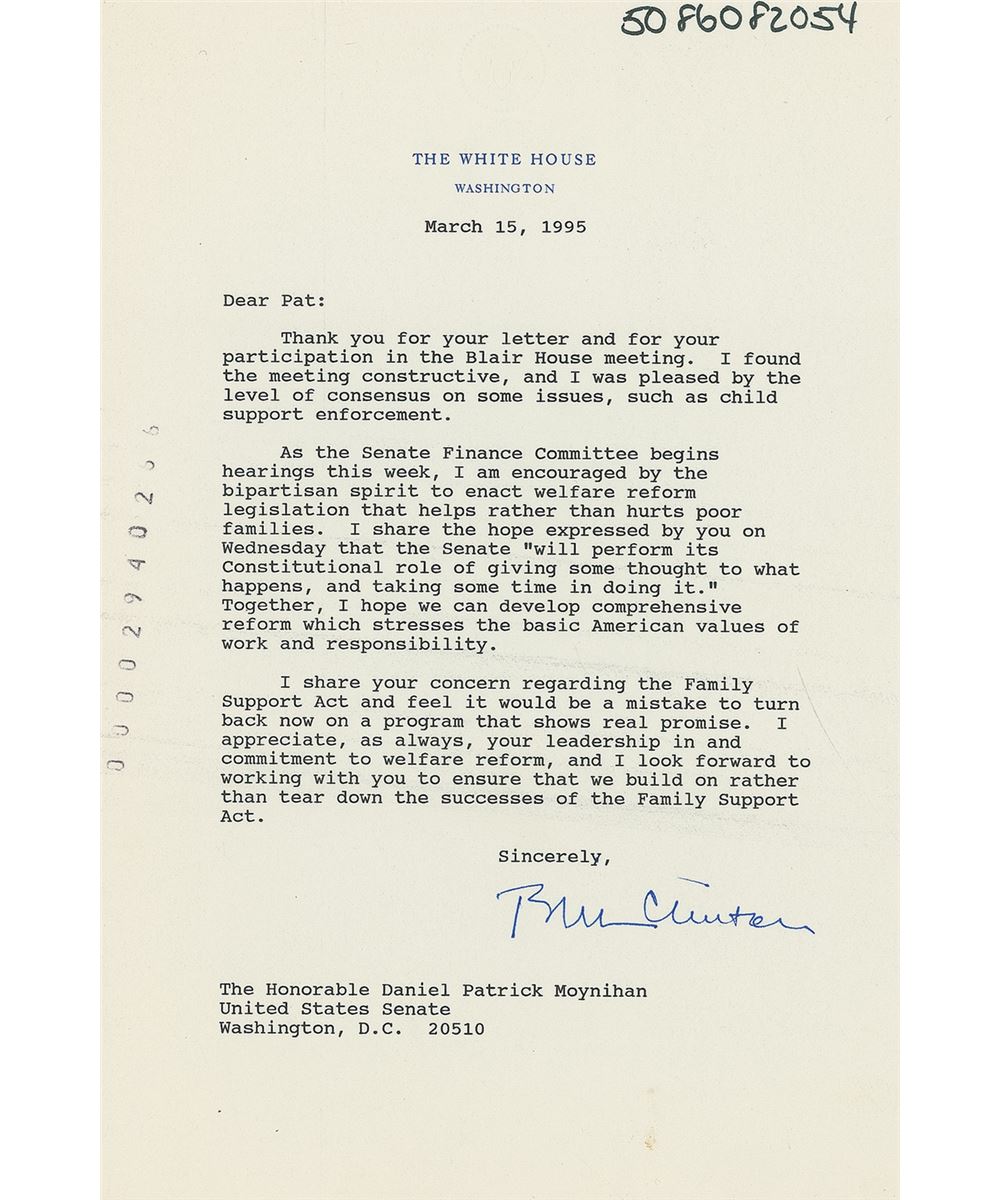 50 86082054
THE WHITE HOUSE
WASHINGTON
March 15, 1995
Dear Pat:
Thank you for your letter and for your
participation in the Blair House meeting. I found
the meeting constructive, and I was pleased by the
level of consensus on some issues, such as child
support enforcement.
As the Senate Finance Committee begins
hearings this week, I am encouraged by the
bipartisan spirit to enact welfare reform
legislation that helps rather than hurts poor
families. I share the hope expressed by you on
Wednesday that the Senate "will perform its
Constitutional role of giving some thought to what
happens, and taking some time in doing it."
Together, I hope we can develop comprehensive
reform which stresses the basic American values of
work and responsibility.
I share your concern regarding the Family
Support Act and feel it would be a mistake to turn
back now on a program that shows real promise. I
appreciate, as always, your leadership in and
commitment to welfare reform, and I look forward to
working with you to ensure that we build on rather
than tear down the successes of the Family Support
Act.
Sincerely,
Bill Clinton
The Honorable Daniel Patrick Moynihan
United States Senate
Washington, D.C. 20510